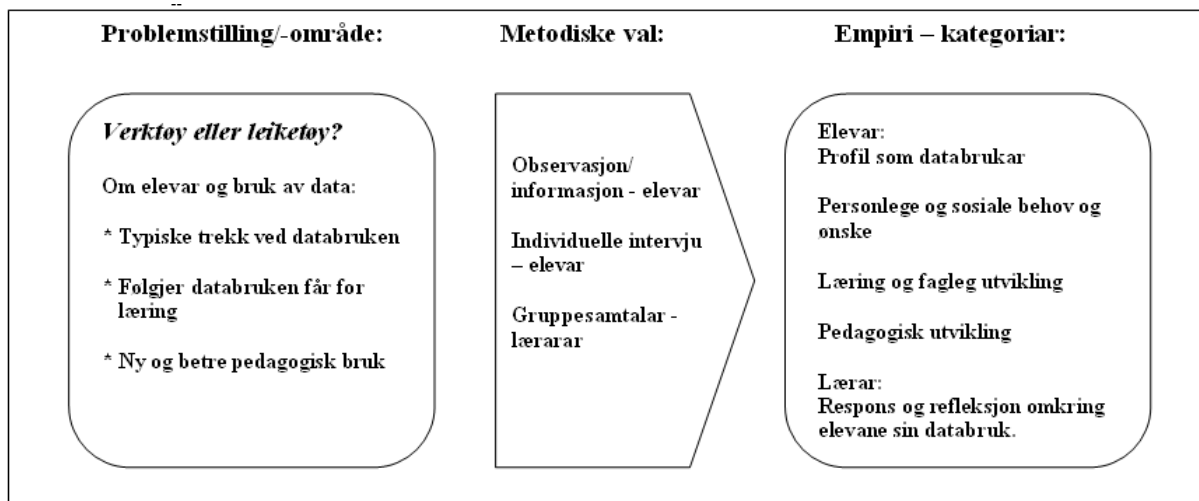 Problemstilling/-område:
Verktøy eller leiketøy?
Om elevar og bruk av data:
* Typiske trekk ved databruken
* Følgjer databruken får for
læring
* Ny og betre pedagogisk bruk
Metodiske val:
Observasjon/
informasjon - elevar
Individuelle intervju
– elevar
Gruppesamtalar -
lærarar
Empiri – kategoriar:
Elevar:
Profil som databrukar
Personlege og sosiale behov og
ønske
Læring og fagleg utvikling
Pedagogisk utvikling
Lærar:
Respons og refleksjon omkring
elevane sin databruk.